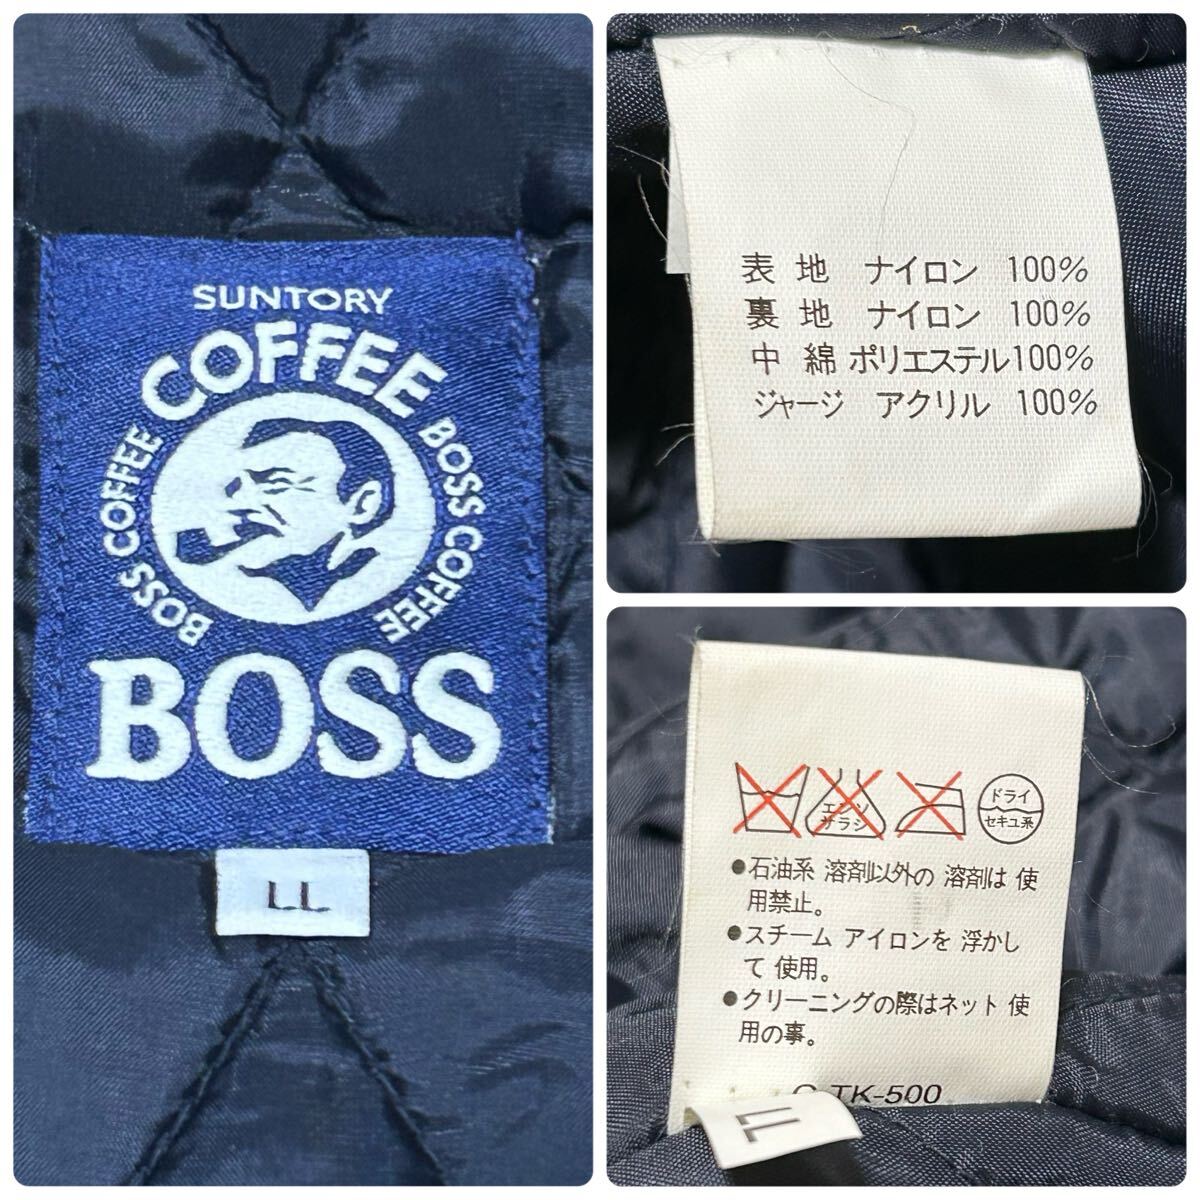 SUNTORY
COFFEE
BOSS COFFEE
BOSS COFFEE
BOSS
LL
表地 ナイロン 100%
裏地 ナイロン 100%
中綿 ポリエステル100%
ジャージ アクリル 100%
エンソ
サラシ
ドライ
セキユ系
●石油系 溶剤以外の 溶剤は 使
用禁止。
●スチーム アイロンを 浮かし
て 使用。
●クリーニングの際はネット 使
用の事。
TK-500
LL